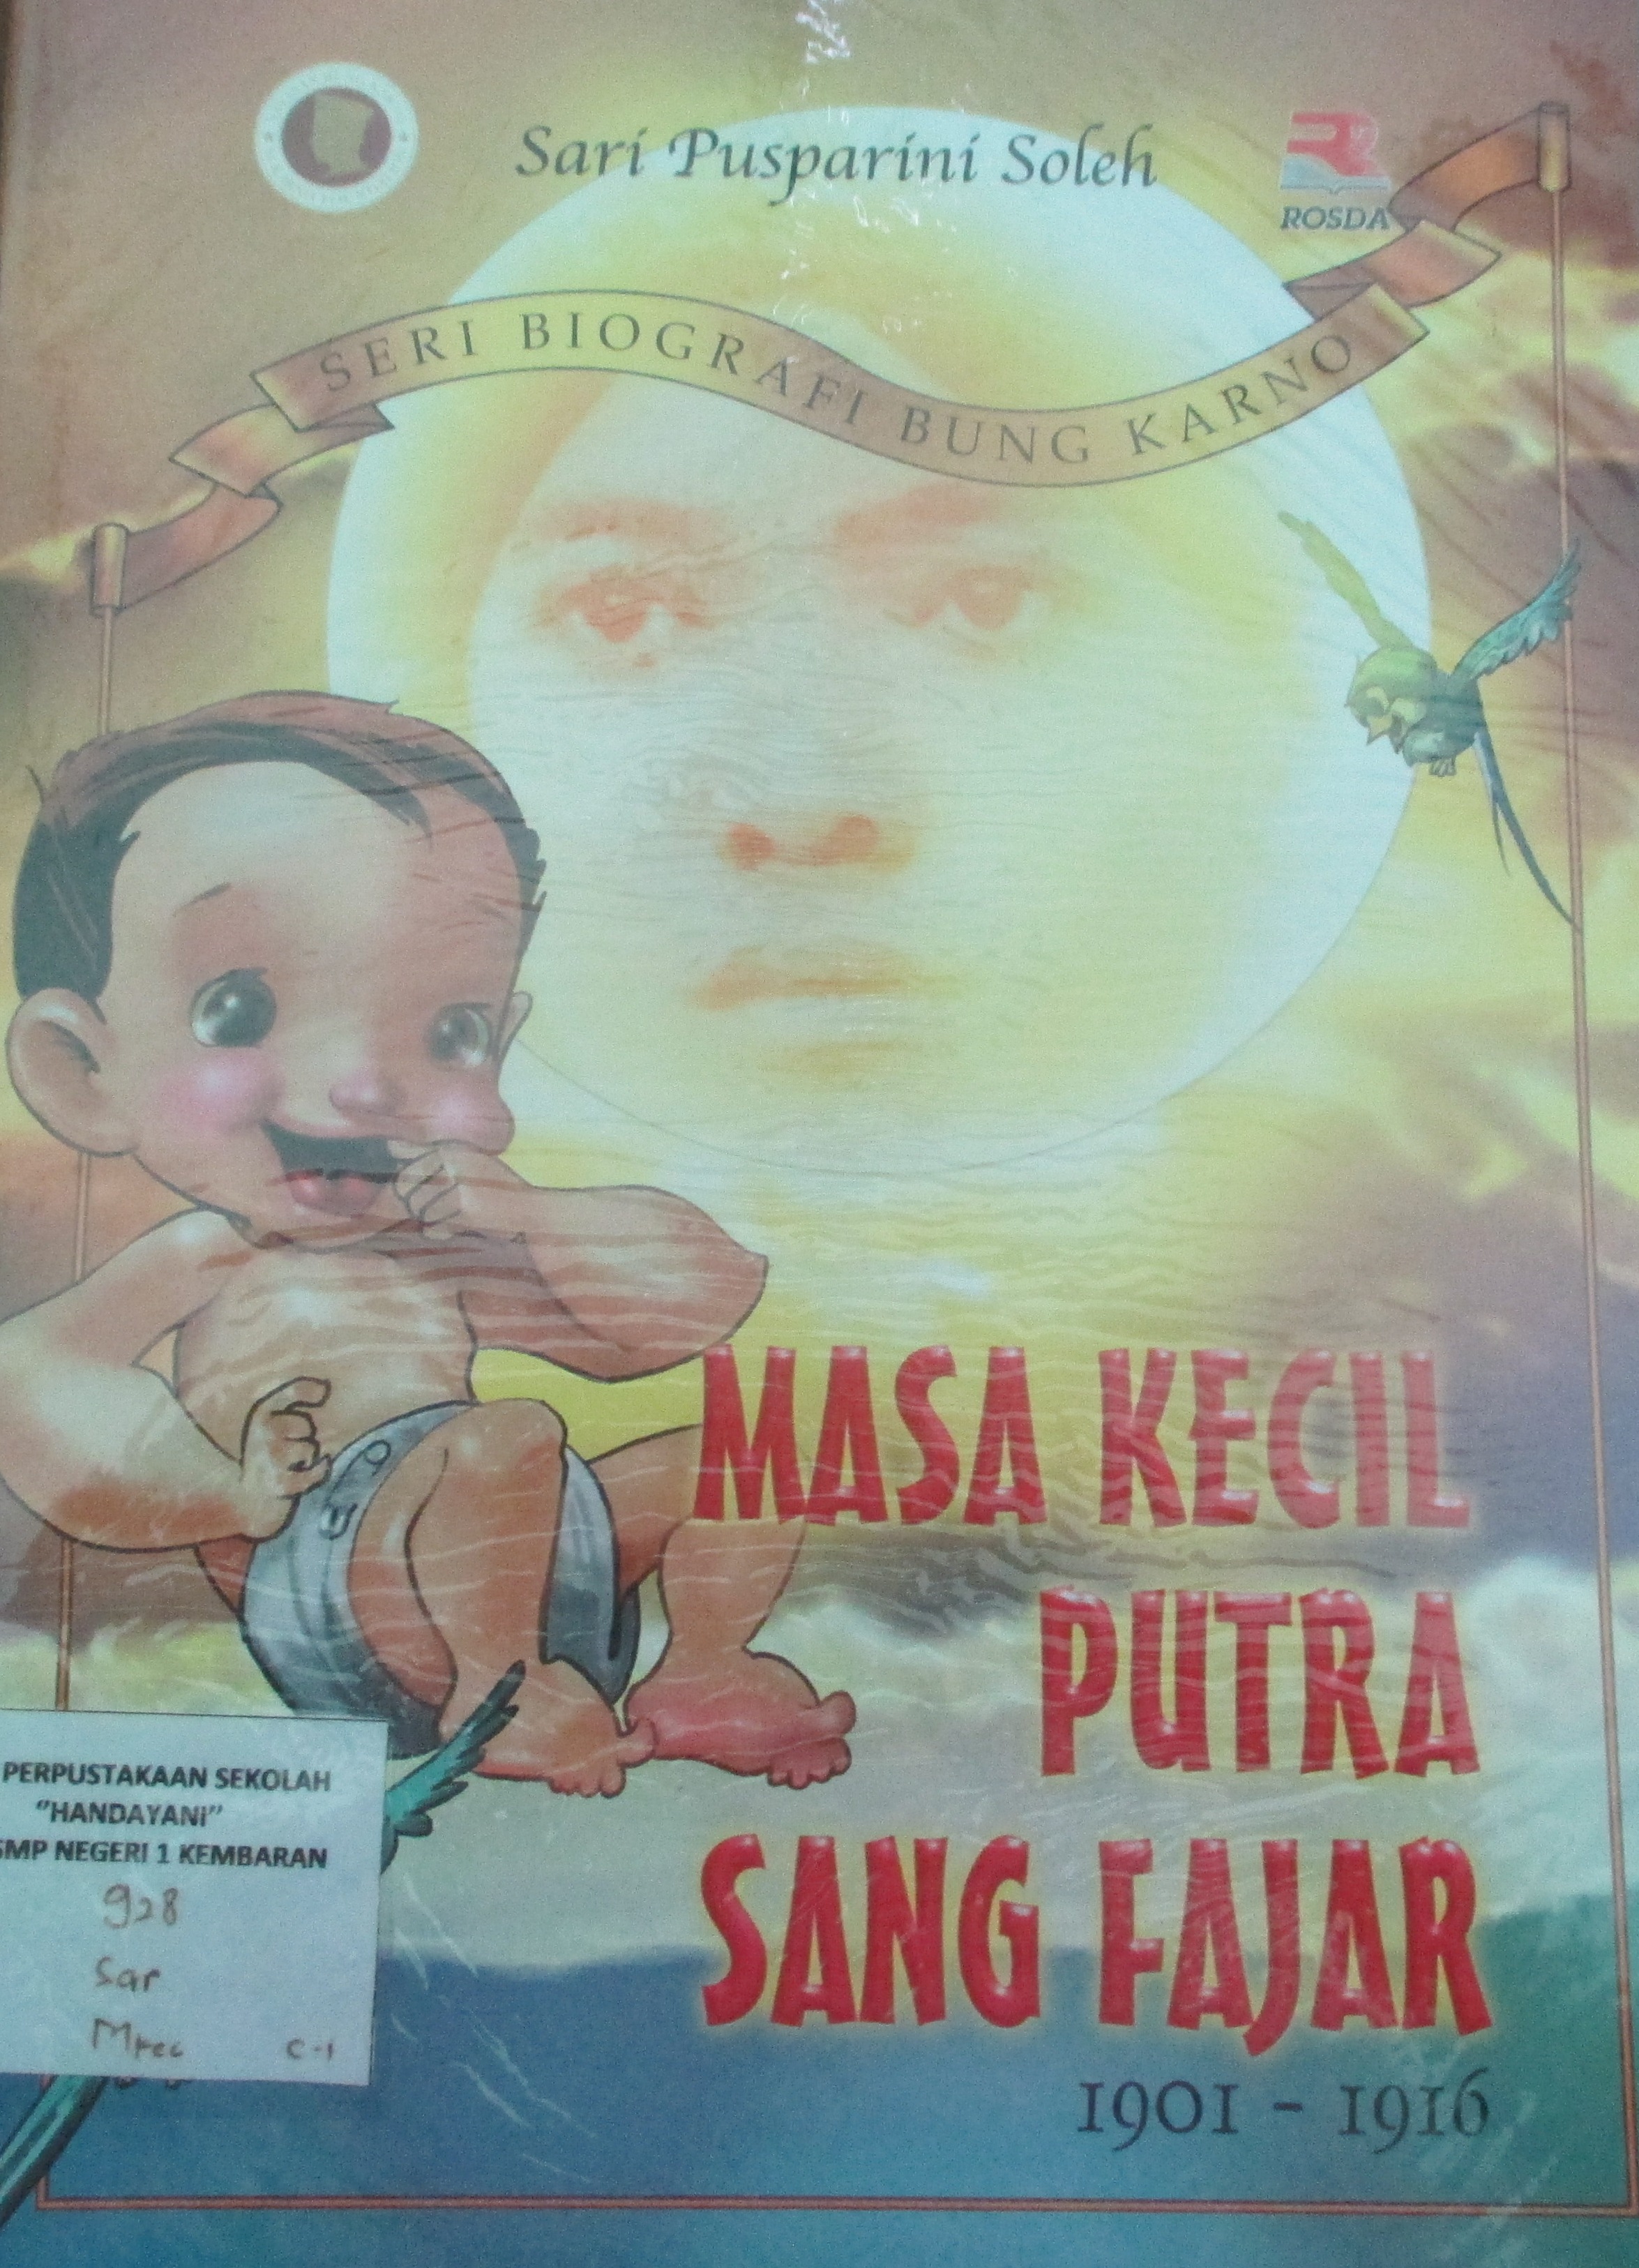 Sari Pusparini Soleh
ROSDA
SERI BIOGRAFI BUNG KARNO
MASA KECIL
PUTRA
SANG FAJAR
1901 – 1916
PERPUSTAKAAN SEKOLAH
"HANDAYANI"
SMP NEGERI 1 KEMBARAN
928
Sar
C-1